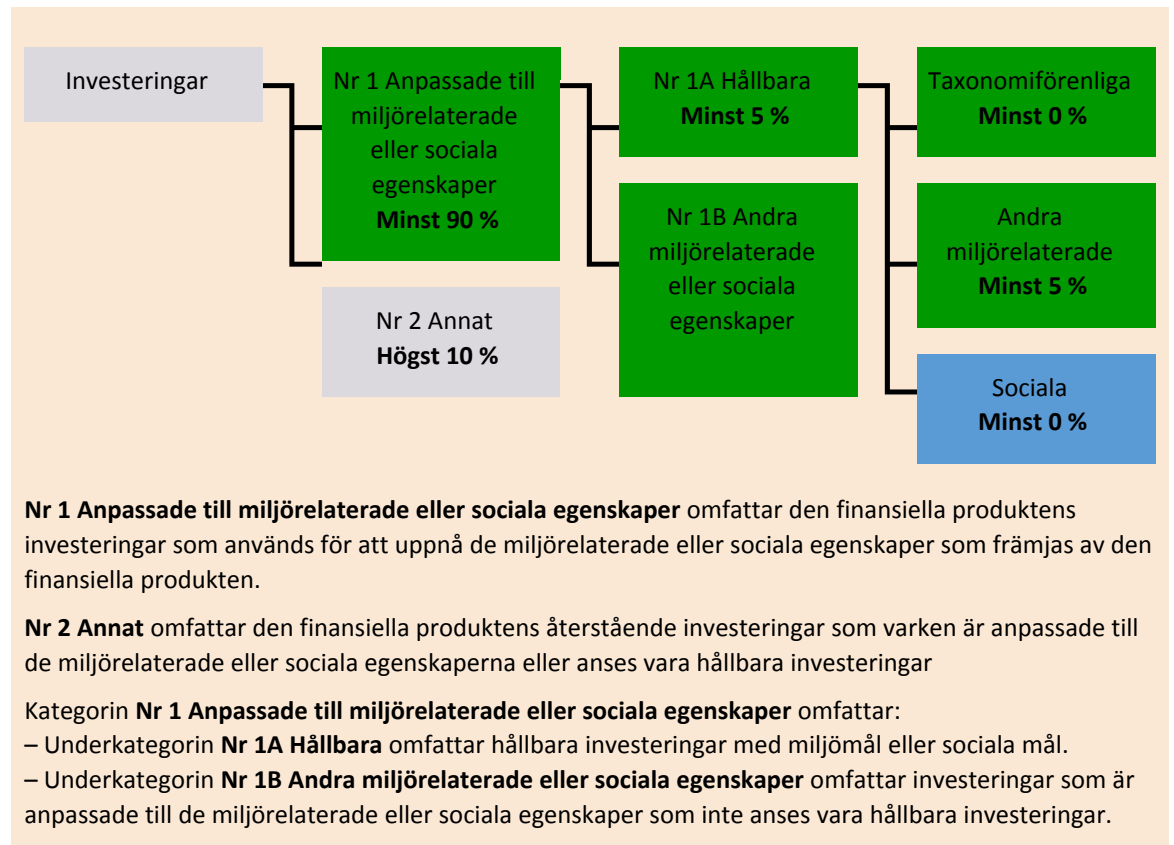 Investeringar
Nr 1 Anpassade till
miljörelaterade
eller sociala
egenskaper
Minst 90 %
Nr 2 Annat
Högst 10 %
Nr 1A Hållbara
Minst 5 %
Nr 1B Andra
miljörelaterade
eller sociala
egenskaper
Taxonomiförenliga
Minst 0 %
Andra
miljörelaterade
Minst 5 %
Sociala
Minst 0 %
Nr 1 Anpassade till miljörelaterade eller sociala egenskaper omfattar den finansiella produktens
investeringar som används för att uppnå de miljörelaterade eller sociala egenskaper som främjas av den
finansiella produkten.
Nr 2 Annat omfattar den finansiella produktens återstående investeringar som varken är anpassade till
de miljörelaterade eller sociala egenskaperna eller anses vara hållbara investeringar
Kategorin Nr 1 Anpassade till miljörelaterade eller sociala egenskaper omfattar:
– Underkategorin Nr 1A Hållbara omfattar hållbara investeringar med miljömål eller sociala mål.
– Underkategorin Nr 1B Andra miljörelaterade eller sociala egenskaper omfattar investeringar som är
anpassade till de miljörelaterade eller sociala egenskaper som inte anses vara hållbara investeringar.